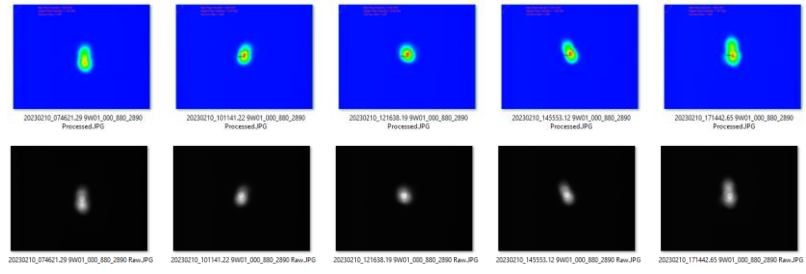 20230210_074621.29 9W01_000_880_2890
Processed.JPG
20230210_101141.22 9W01_000_880_2890
Processed.JPG
20230210_121638.19 9W01_000_880_2890
Processed.JPG
20230210_145553.12 9W01_000_880_2890
Processed.JPG
20230210_171442.65 9W01_000_880_2890
Processed.JPG
20230210_074621.29 9W01_000_880_2890 Raw.JPG
20230210_101141.22 9W01_000_880_2890 Raw.JPG
20230210_121638.19 9W01_000_880_2890 Raw.JPG
20230210_145553.12 9W01_000_880_2890 Raw.JPG
20230210_171442.65 9W01_000_880_2890 Raw.JPG